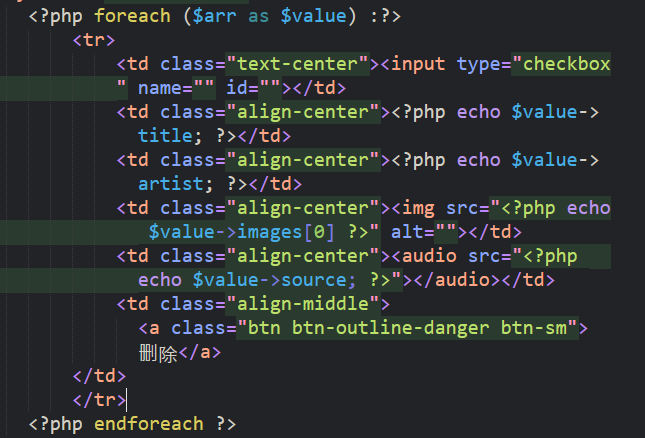 <?php foreach ($arr as $value) :?>
<tr>
<td class="text-center"><input type="checkbox
" name="" id=""></td>
<td class="align-center"><?php echo $value->
title; ?></td>
<td class="align-center"><?php echo $value->
artist; ?></td>
<td class="align-center"><img src="<?php echo
$value->images[0] ?>" alt=""></td>
<td class="align-center"><audio src="<?php
echo $value->source; ?>"></audio></td>
<td class="align-middle">
<a class="btn btn-outline-danger btn-sm">
删除</a>
</td>
</tr>
<?php endforeach ?>